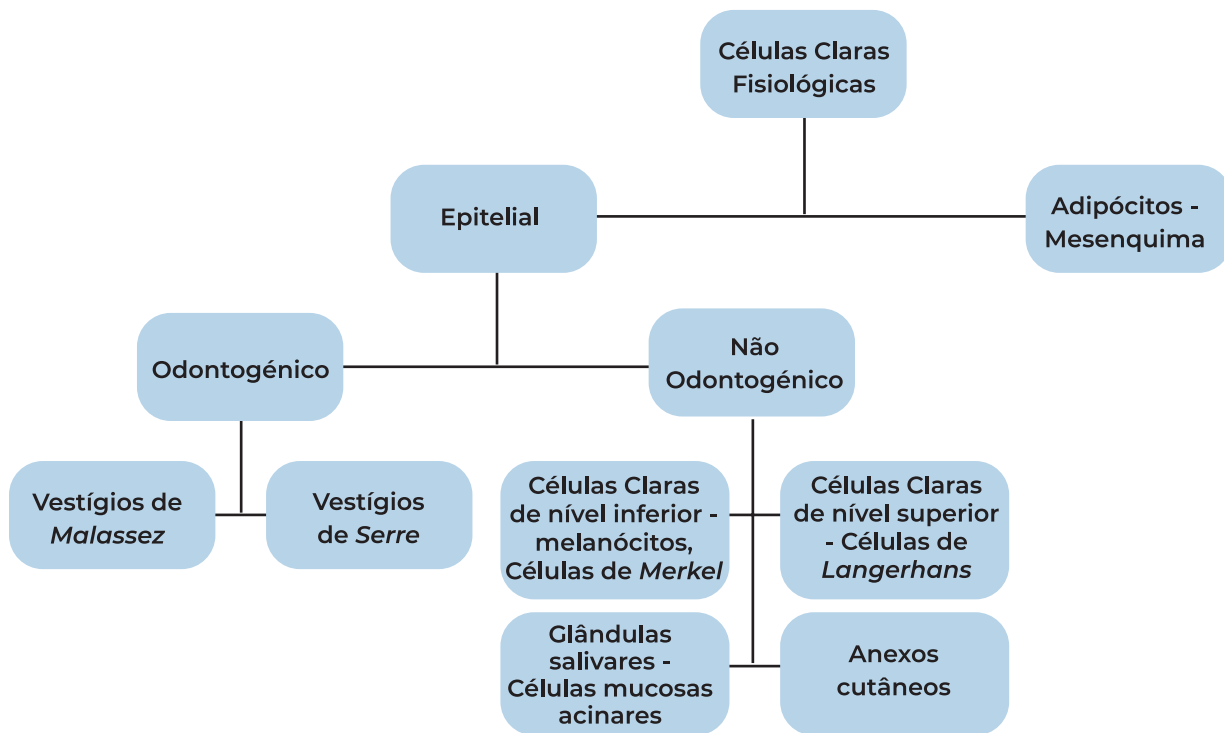 Células Claras
Fisiológicas
Epitelial
Adipócitos -
Mesenquima
Odontogénico
Não
Odontogénico
Vestígios de
Malassez
Vestígios
de Serre
Células Claras
de nível inferior -
melanócitos,
Células de Merkel
Células Claras
de nível superior
- Células de
Langerhans
Glândulas
salivares -
Células mucosas
acinares
Anexos
cutâneos